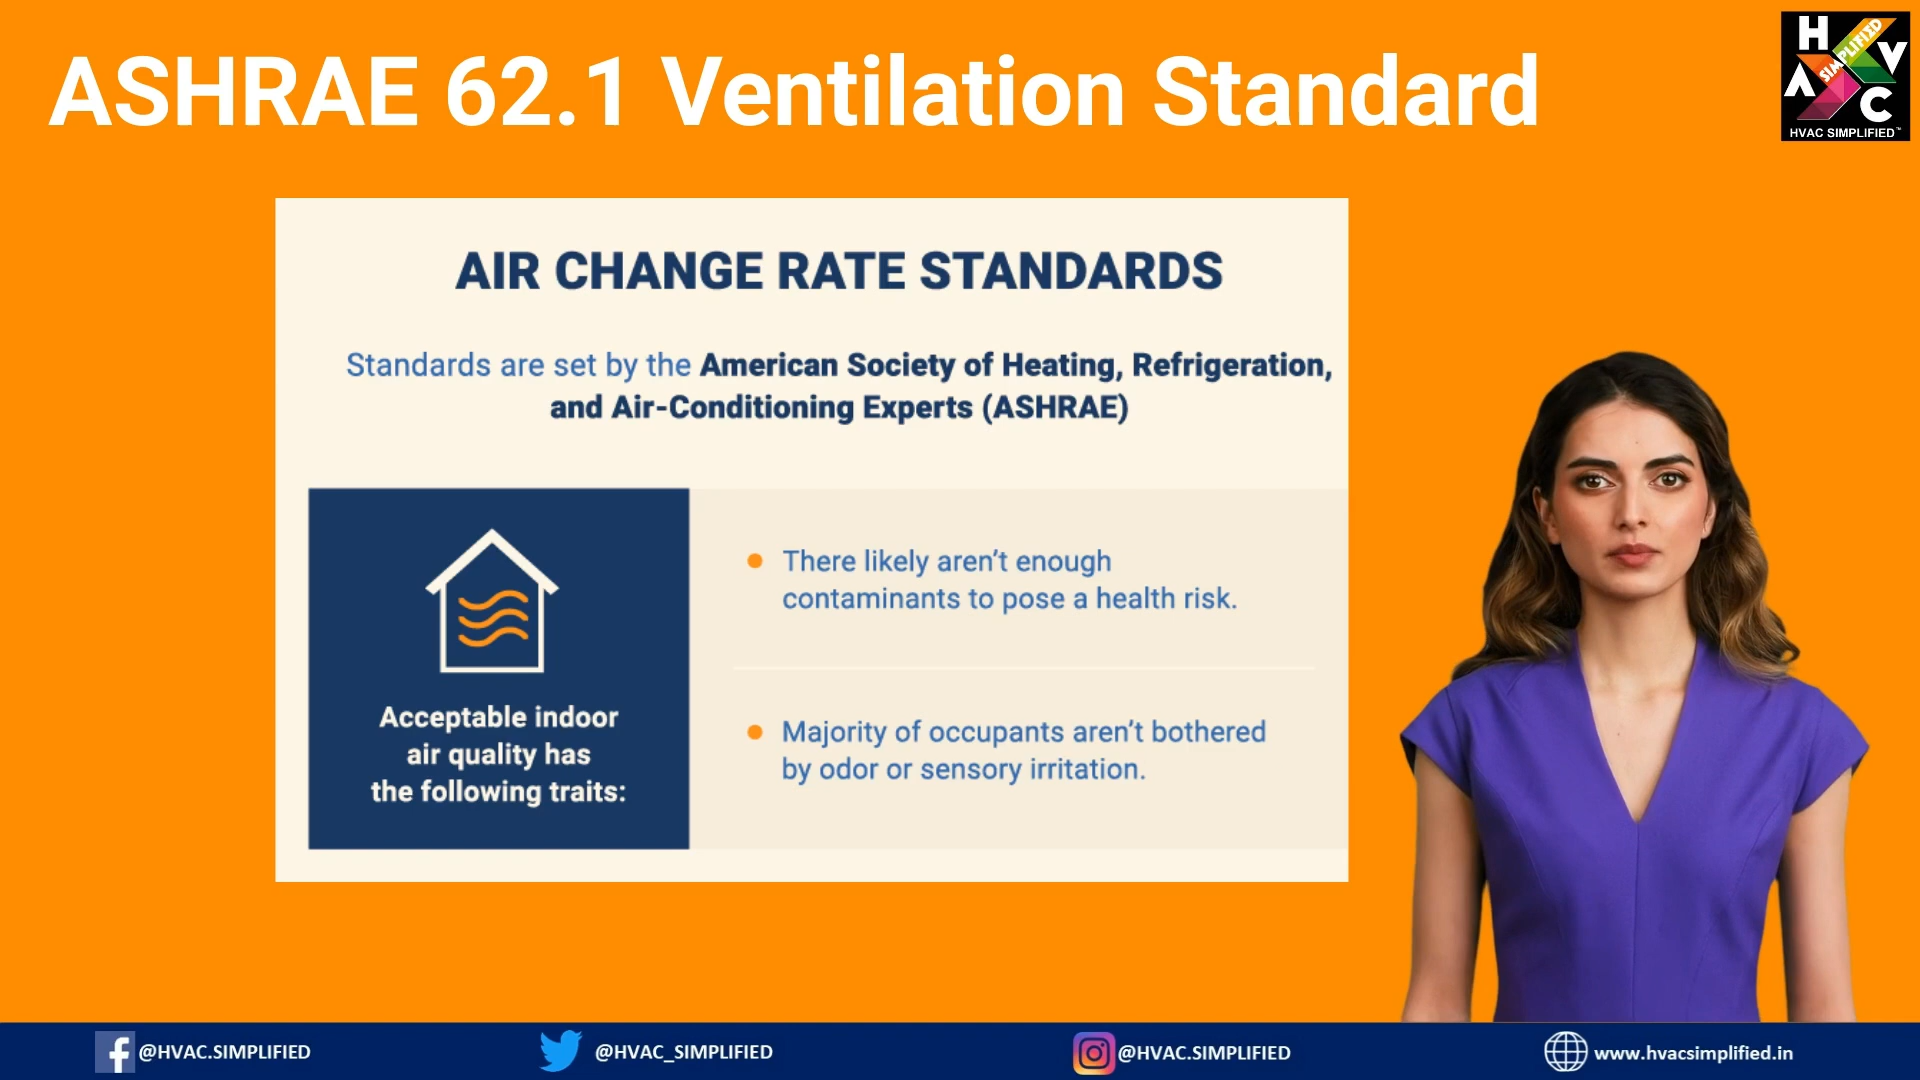 ASHRAE 62.1 Ventilation Standard
H
V
A
C
SIMPLIFIED
HVAC SIMPLIFIED™
AIR CHANGE RATE STANDARDS
Standards are set by the American Society of Heating, Refrigeration,
and Air-Conditioning Experts (ASHRAE)
Acceptable indoor
air quality has
the following traits:
There likely aren't enough
contaminants to pose a health risk.
Majority of occupants aren't bothered
by odor or sensory irritation.
@HVAC.SIMPLIFIED
@HVAC_SIMPLIFIED
@HVAC.SIMPLIFIED
www.hvacsimplified.in